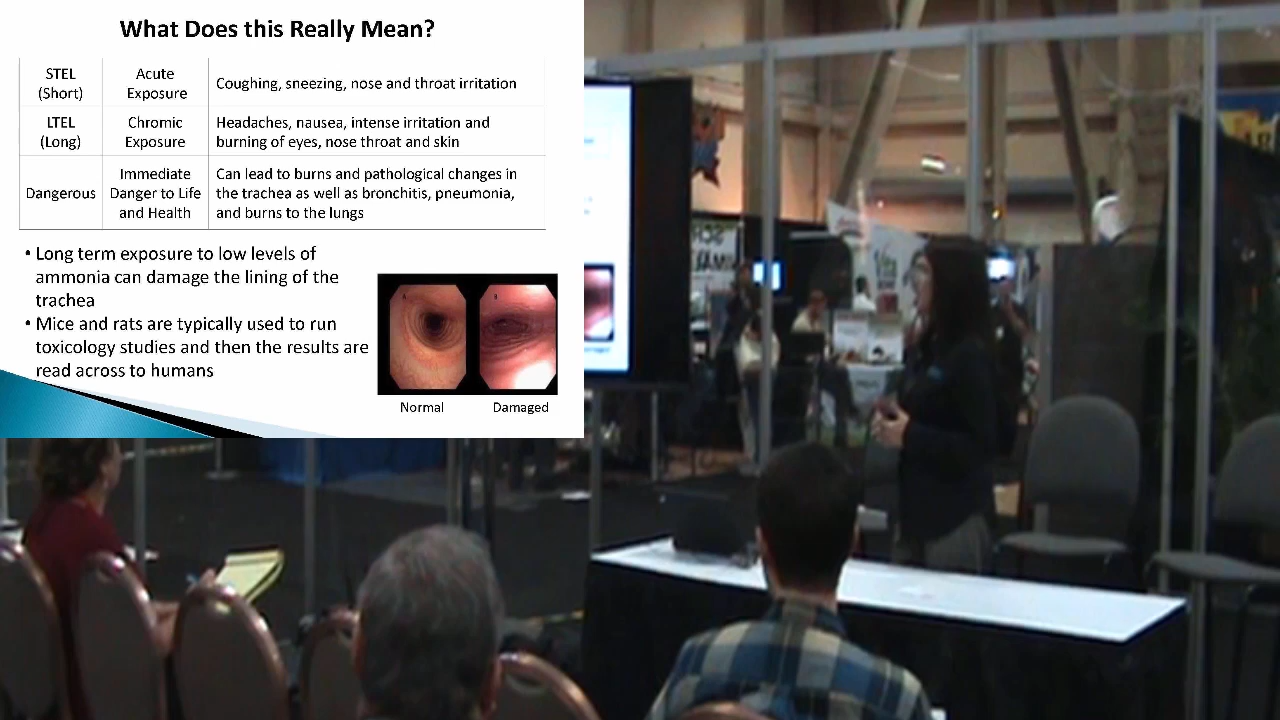 What Does this Really Mean?
STEL
(Short)
Acute
Exposure
Coughing, sneezing, nose and throat irritation
LTEL
(Long)
Chromic
Exposure
Headaches, nausea, intense irritation and
burning of eyes, nose throat and skin
Dangerous
Immediate
Danger to Life
and Health
Can lead to burns and pathological changes in
the trachea as well as bronchitis, pneumonia,
and burns to the lungs
• Long term exposure to low levels of
ammonia can damage the lining of the
trachea
• Mice and rats are typically used to run
toxicology studies and then the results are
read across to humans
Normal
Damaged